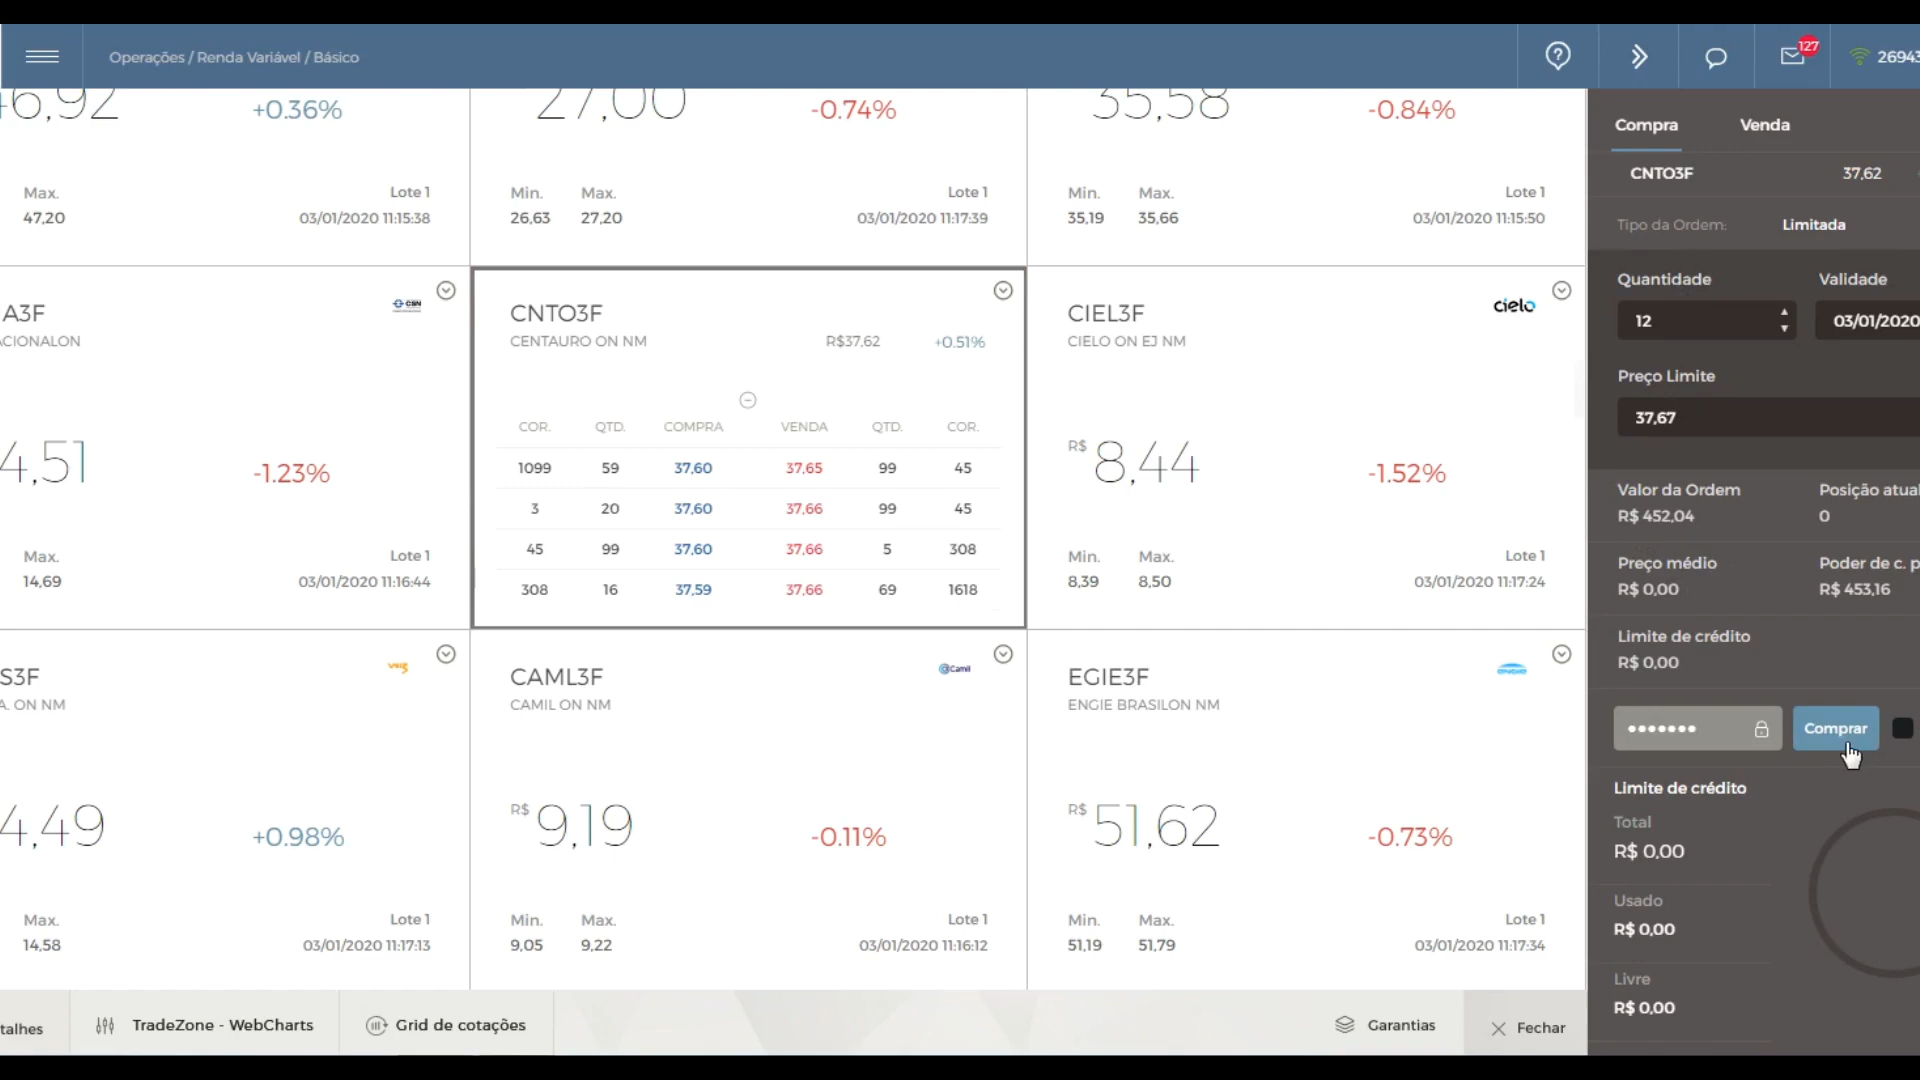 Operações / Renda Variável / Básico
127
26943
+0.36%
Max.
47,20
Lote 1
03/01/2020 11:15:38
27,00
-0.74%
Min. Max.
26,63 27,20
Lote 1
03/01/2020 11:17:39
35,58
-0.84%
Min. Max.
35,19 35,66
Lote 1
03/01/2020 11:15:50
A3F
CSN
CIONALON
4,51
-1.23%
Max.
14,69
Lote 1
03/01/2020 11:16:44
CNTO3F
CENTAURO ON NM
R$37,62
+0.51%
COR. QTD. COMPRA VENDA QTD. COR.
1099 59 37,60 37,65 99 45
3 20 37,60 37,66 99 45
45 99 37,60 37,66 5 308
308 16 37,59 37,66 69 1618
CIEL3F
cielo
CIELO ON EJ NM
R$ 8,44
-1.52%
Min. Max.
8,39 8,50
Lote 1
03/01/2020 11:17:24
S3F
A. ON NM
4,49
+0.98%
Max.
14,58
Lote 1
03/01/2020 11:17:13
CAML3F
Camil
CAMIL ON NM
R$ 9,19
-0.11%
Min. Max.
9,05 9,22
Lote 1
03/01/2020 11:16:12
EGIE3F
ENGIE BRASILON NM
R$ 51,62
-0.73%
Min. Max.
51,19 51,79
Lote 1
03/01/2020 11:17:34
Compra Venda
CNTO3F 37,62
Tipo da Ordem: Limitada
Quantidade Validade
12 03/01/2020
Preço Limite
37,67
Valor da Ordem Posição atual
R$ 452,04 0
Preço médio Poder de c. p
R$ 0,00 R$ 453,16
Limite de crédito
R$ 0,00
Comprar
Limite de crédito
Total
R$ 0,00
Usado
R$ 0,00
Livre
R$ 0,00
talhes
TradeZone - WebCharts
Grid de cotações
Garantias
Fechar